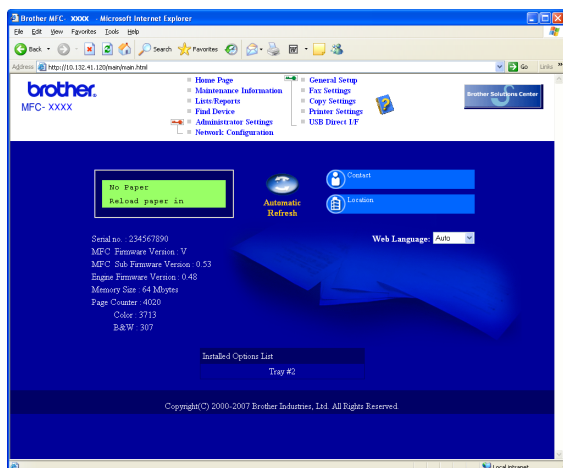 Brother MFC- XXXX - Microsoft Internet Explorer
File Edit View Favorites Tools Help
Back Search Favorites
Address http://10.132.41.120/main/main.html Go Links »
brother.
MFC- XXXX
Home Page
Maintenance Information
Lists/Reports
Find Device
Administrator Settings
Network Configuration
General Setup
Fax Settings
Copy Settings
Printer Settings
USB Direct I/F
Brother Solutions Center
No Paper
Reload paper in
Automatic
Refresh
Contact
Location
Web Language: Auto
Serial no. : 234567890
MFC Firmware Version : V
MFC Sub Firmware Version : 0.53
Engine Firmware Version : 0.48
Memory Size : 64 Mbytes
Page Counter : 4020
Color : 3713
B&W : 307
Installed Options List
Tray #2
Copyright(C) 2000-2007 Brother Industries, Ltd. All Rights Reserved.
Local intranet